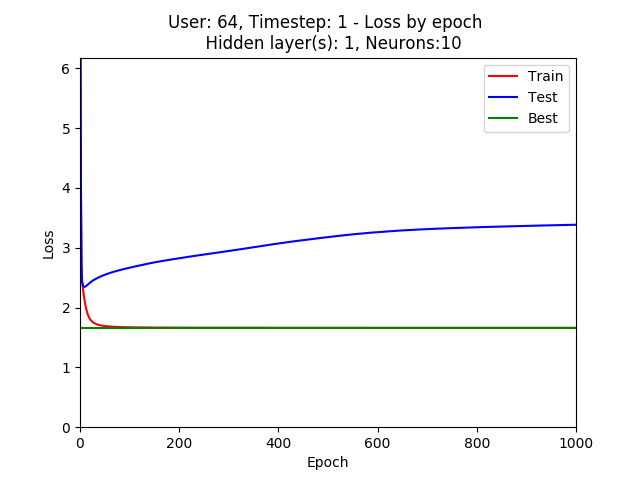 User: 64, Timestep: 1 - Loss by epoch
Hidden layer(s): 1, Neurons:10
Train
Test
Best
6
5
4
3
2
1
0
Loss
0 200 400 600 800 1000
Epoch